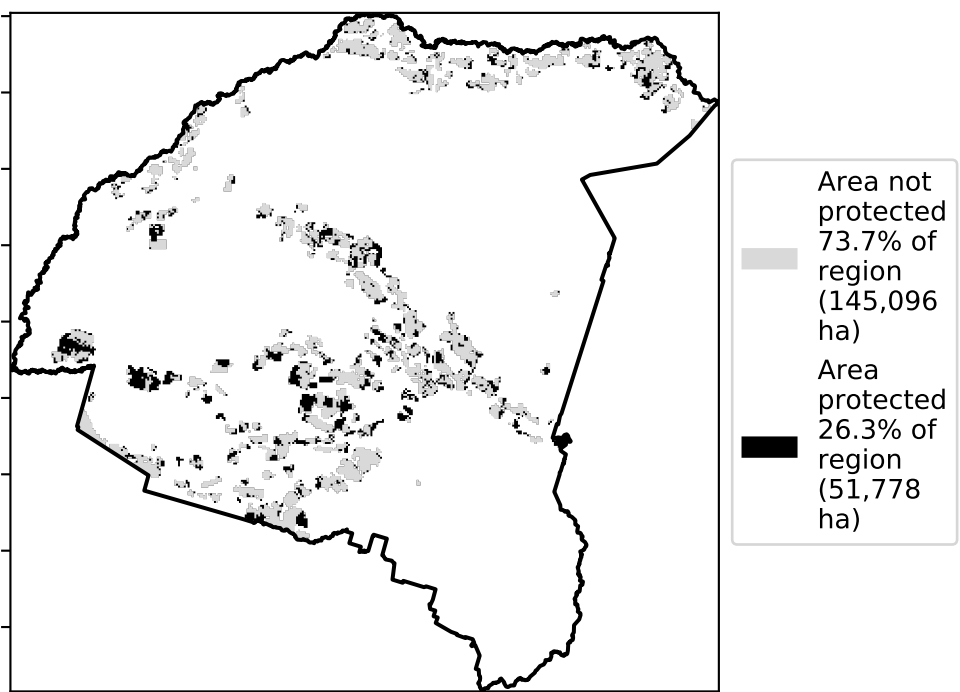 Area not
protected
73.7% of
region
(145,096
ha)
Area
protected
26.3% of
region
(51,778
ha)